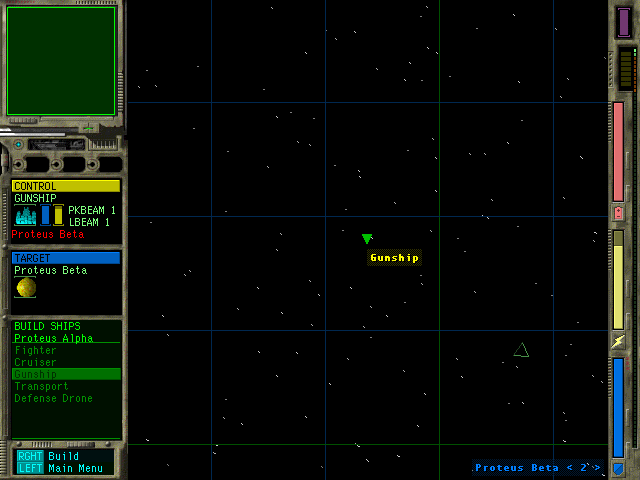 CONTROL
GUNSHIP
PKBEAM 1
LBEAM 1
Proteus Beta
TARGET
Proteus Beta
BUILD SHIPS
Proteus Alpha
Fighter
Cruiser
Gunship
Transport
Defense Drone
RGHT Build
LEFT Main Menu
Gunship
Proteus Beta < 2 >